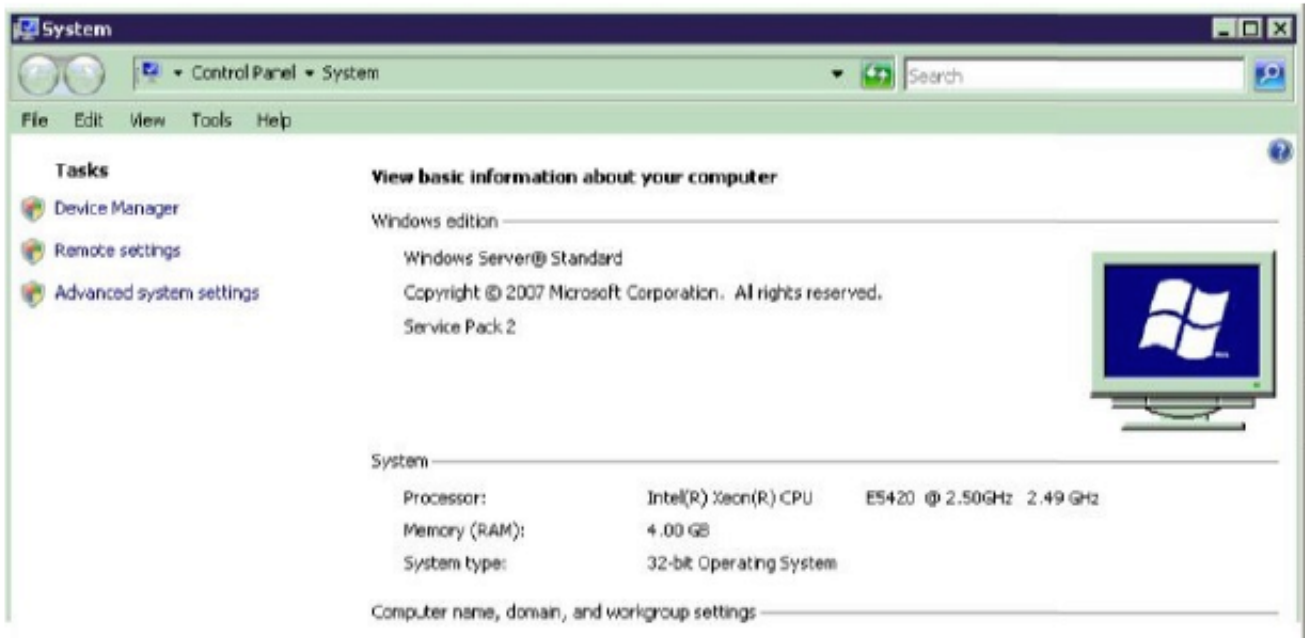 System
Control Panel System
Search
File Edit View Tools Help
Tasks
Device Manager
Remote settings
Advanced system settings
View basic information about your computer
Windows edition
Windows Server® Standard
Copyright © 2007 Microsoft Corporation. All rights reserved.
Service Pack 2
System
Processor: Intel(R) Xeon(R) CPU E5420 @ 2.50GHz 2.49 GHz
Memory (RAM): 4.00 GB
System type: 32-bit Operating System
Computer name, domain, and workgroup settings